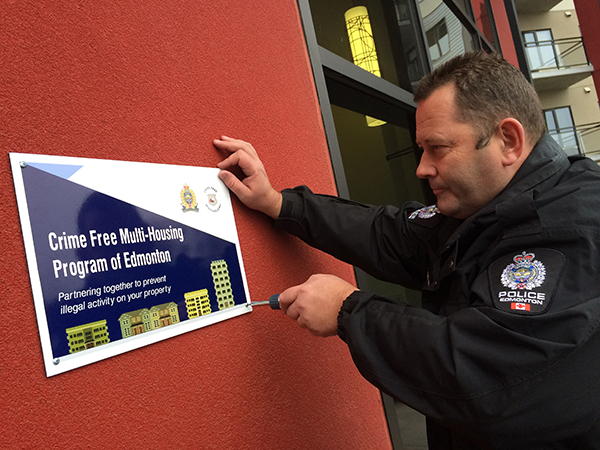 Crime Free Multi-Housing
Program of Edmonton
Partnering together to prevent
illegal activity on your property
POLICE
EDMONTON